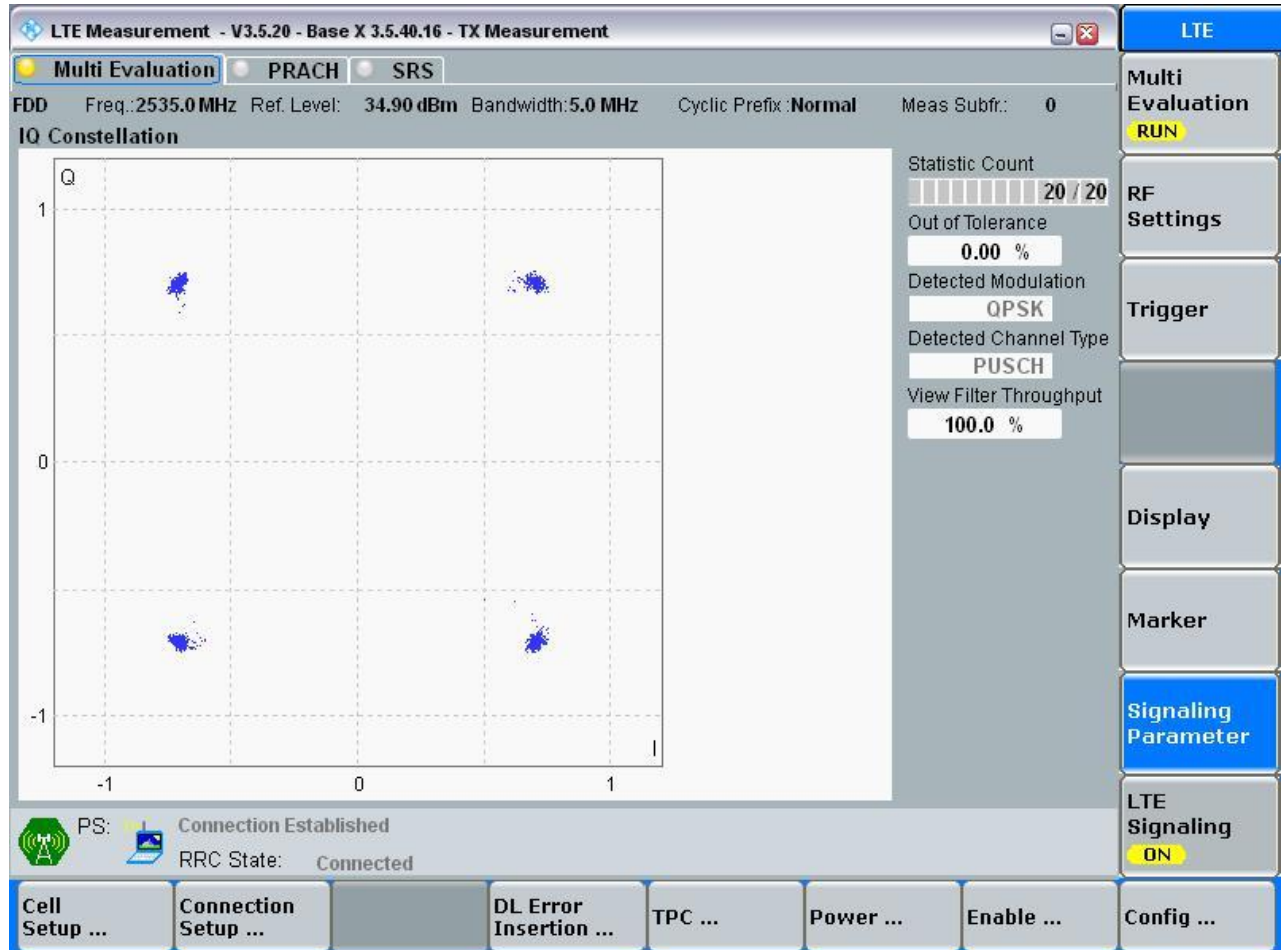 LTE Measurement - V3.5.20 - Base X 3.5.40.16 - TX Measurement
LTE
Multi Evaluation PRACH SRS
FDD Freq.:2535.0 MHz Ref. Level: 34.90 dBm Bandwidth:5.0 MHz Cyclic Prefix :Normal Meas Subfr.: 0
IQ Constellation
Q
1
0
-1
I
-1 0 1
Statistic Count
20 / 20
Out of Tolerance
0.00 %
Detected Modulation
QPSK
Detected Channel Type
PUSCH
View Filter Throughput
100.0 %
Multi
Evaluation
RUN
RF
Settings
Trigger
Display
Marker
Signaling
Parameter
LTE
Signaling
ON
PS: Connection Established
RRC State: Connected
Cell
Setup ...
Connection
Setup ...
DL Error
Insertion ...
TPC ...
Power ...
Enable ...
Config ...